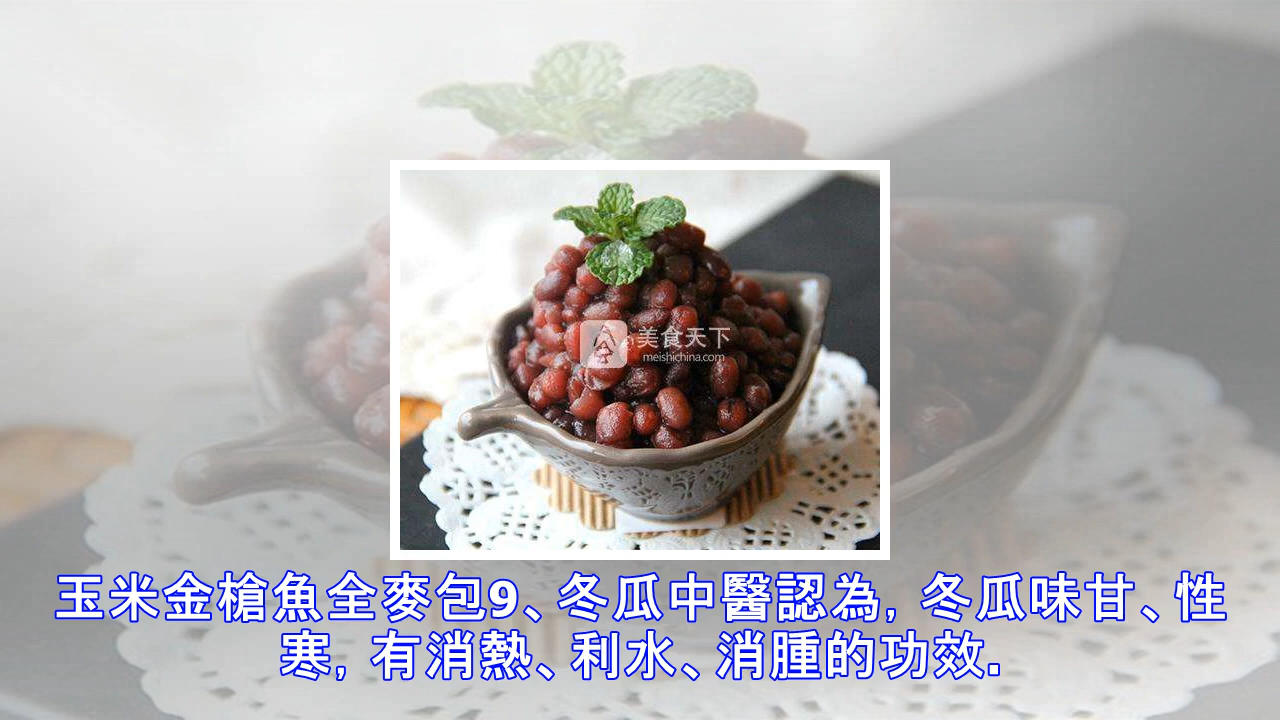 美食天下
meishichina.com
玉米金槍魚全麥包9、冬瓜中醫認為, 冬瓜味甘、性
寒, 有消熱、利水、消腫的功效.